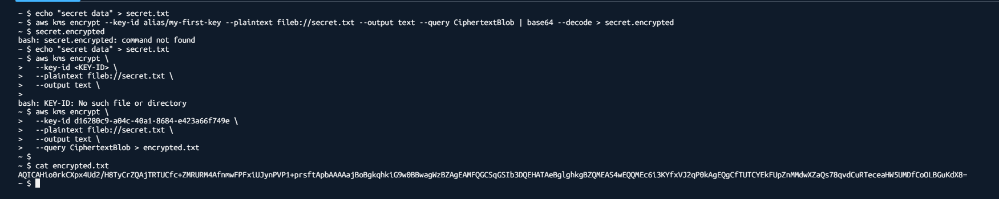 ~ $ echo "secret data" > secret.txt
~ $ aws kms encrypt --key-id alias/my-first-key --plaintext fileb://secret.txt --output text --query CiphertextBlob | base64 --decode > secret.encrypted
~ $ secret.encrypted
bash: secret.encrypted: command not found
~ $ echo "secret data" > secret.txt
~ $ aws kms encrypt \
>   --key-id <KEY-ID> \
>   --plaintext fileb://secret.txt \
>   --output text \
>
bash: KEY-ID: No such file or directory
~ $ aws kms encrypt \
>   --key-id d16280c9-a04c-40a1-8684-e423a66f749e \
>   --plaintext fileb://secret.txt \
>   --output text \
>   --query CiphertextBlob > encrypted.txt
~ $
~ $ cat encrypted.txt
AQICAHio0rkCXpx4Ud2/H8TyCrZQAjTRTUCfc+ZMRURM4AfnmwFPFxiUJynPVP1+prsftApbAAAAajBoBgkqhkiG9w0BBwagWzBZAgEAMFQGCSqGSIb3DQEHATAeBglghkgBZQMEAS4wEQQMEc6i3KYfxVJ2qP0kAgEQgCfTUTCYEkFUpZnMMdwXZaQs78qvdCuRTeceaHW5UMDfCoOLBGuKdX8=
~ $